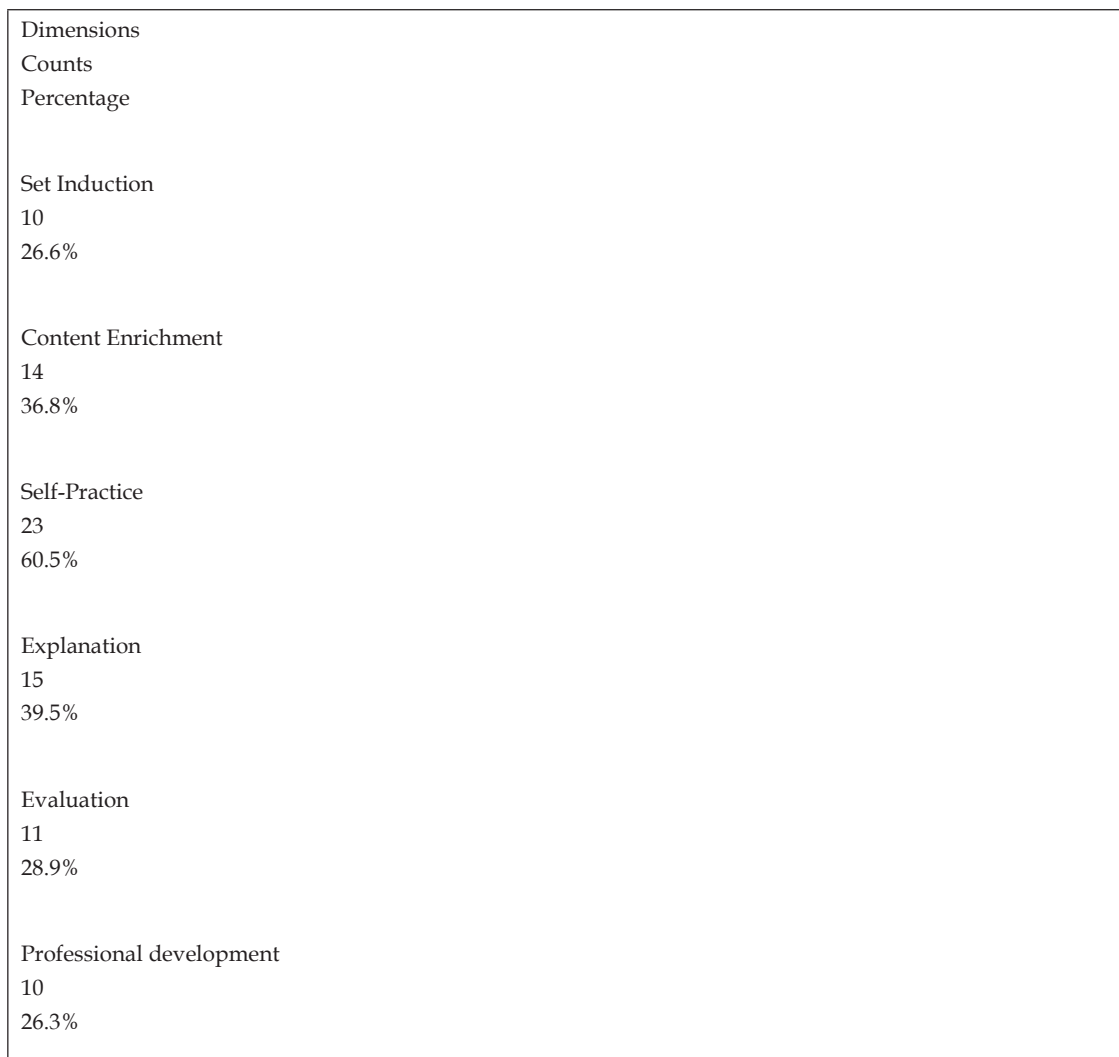 Dimensions
Counts
Percentage
Set Induction
10
26.6%
Content Enrichment
14
36.8%
Self-Practice
23
60.5%
Explanation
15
39.5%
Evaluation
11
28.9%
Professional development
10
26.3%